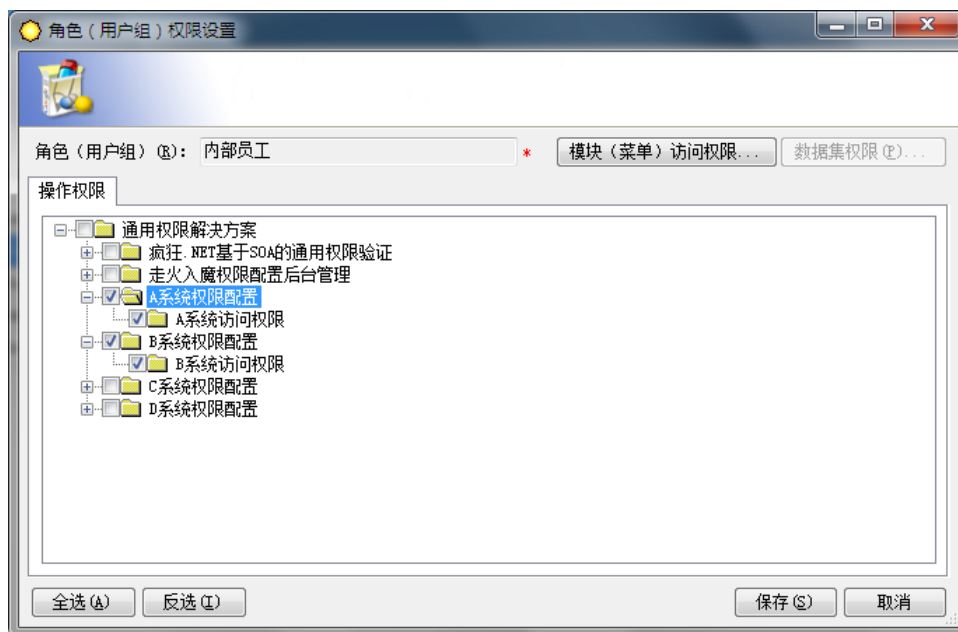 角色（用户组）权限设置
角色（用户组）(R): 内部员工 * 模块（菜单）访问权限... 数据集权限(P)...
操作权限
通用权限解决方案
疯狂.NET基于SOA的通用权限验证
走火入魔权限配置后台管理
A系统权限配置
A系统访问权限
B系统权限配置
B系统访问权限
C系统权限配置
D系统权限配置
全选(A) 反选(I) 保存(S) 取消